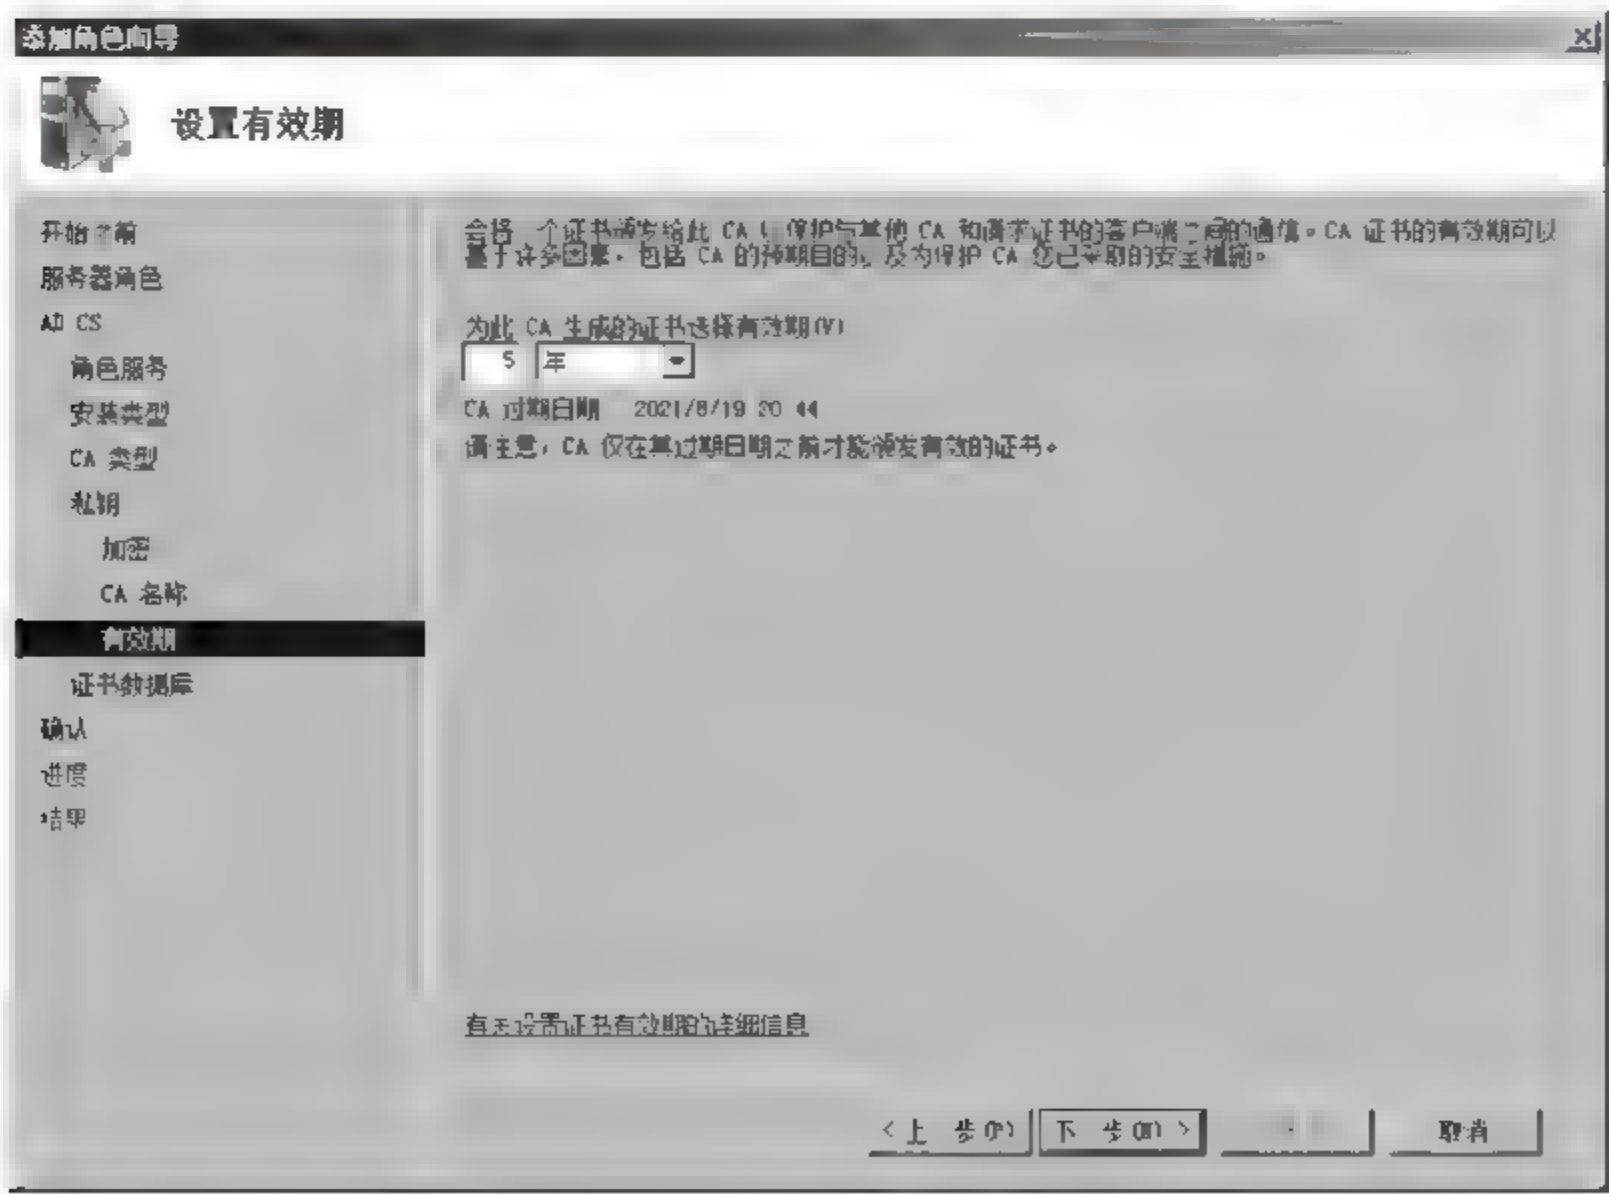 添加角色向导
设置有效期
开始之前
服务器角色
AD CS
角色服务
安装类型
CA 类型
私钥
加密
CA 名称
有效期
证书数据库
确认
进度
结果
会将一个证书颁发给此 CA 以保护与其他 CA 和请求证书的客户端之间的通信。CA 证书的有效期可以
基于许多因素，包括 CA 的预期目的以及为保护 CA 您已采取的安全措施。
为此 CA 生成的证书选择有效期(V)
5 年
CA 过期日期 2021/8/19 20 44
请注意，CA 仅在其过期日期之前才能颁发有效的证书。
有关设置证书有效期的详细信息
< 上一步(P) 下一步(N) > 取消